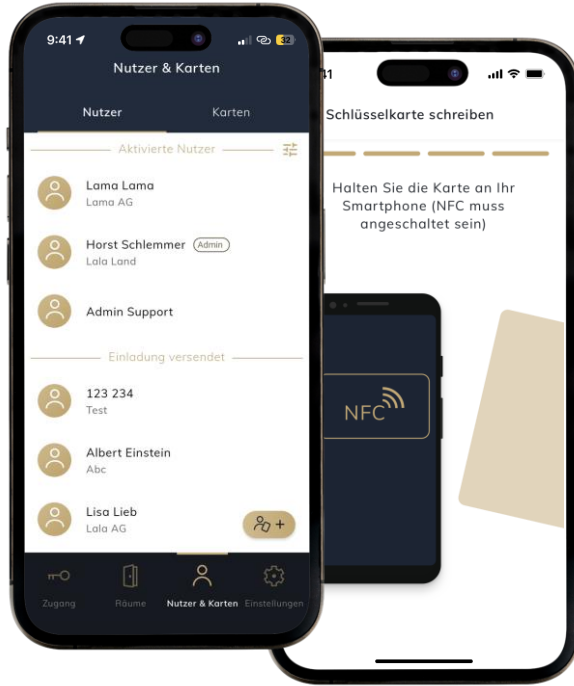 9:41
32
Nutzer & Karten
Nutzer
Karten
Aktivierte Nutzer
Lama Lama
Lama AG
Horst Schlemmer
Admin
Lala Land
Admin Support
Einladung versendet
123 234
Test
Albert Einstein
Abc
Lisa Lieb
Lala AG
Zugang
Räume
Nutzer & Karten
Einstellungen
41
Schlüsselkarte schreiben
Halten Sie die Karte an Ihr
Smartphone (NFC muss
angeschaltet sein)
NFC